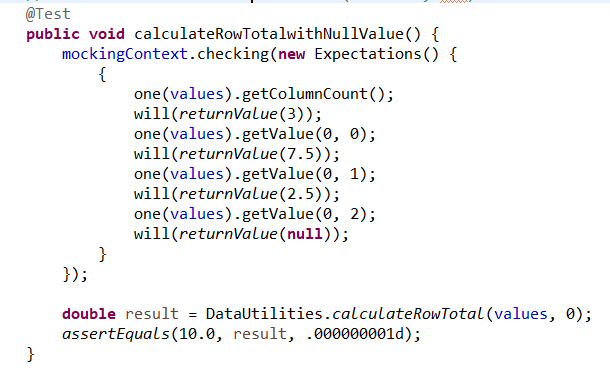 @Test
public void calculateRowTotalwithNullValue() {
mockingContext.checking(new Expectations() {
{
one(values).getColumnCount();
will(returnValue(3));
one(values).getValue(0, 0);
will(returnValue(7.5));
one(values).getValue(0, 1);
will(returnValue(2.5));
one(values).getValue(0, 2);
will(returnValue(null));
}
});
double result = DataUtilities.calculateRowTotal(values, 0);
assertEquals(10.0, result, .000000001d);
}